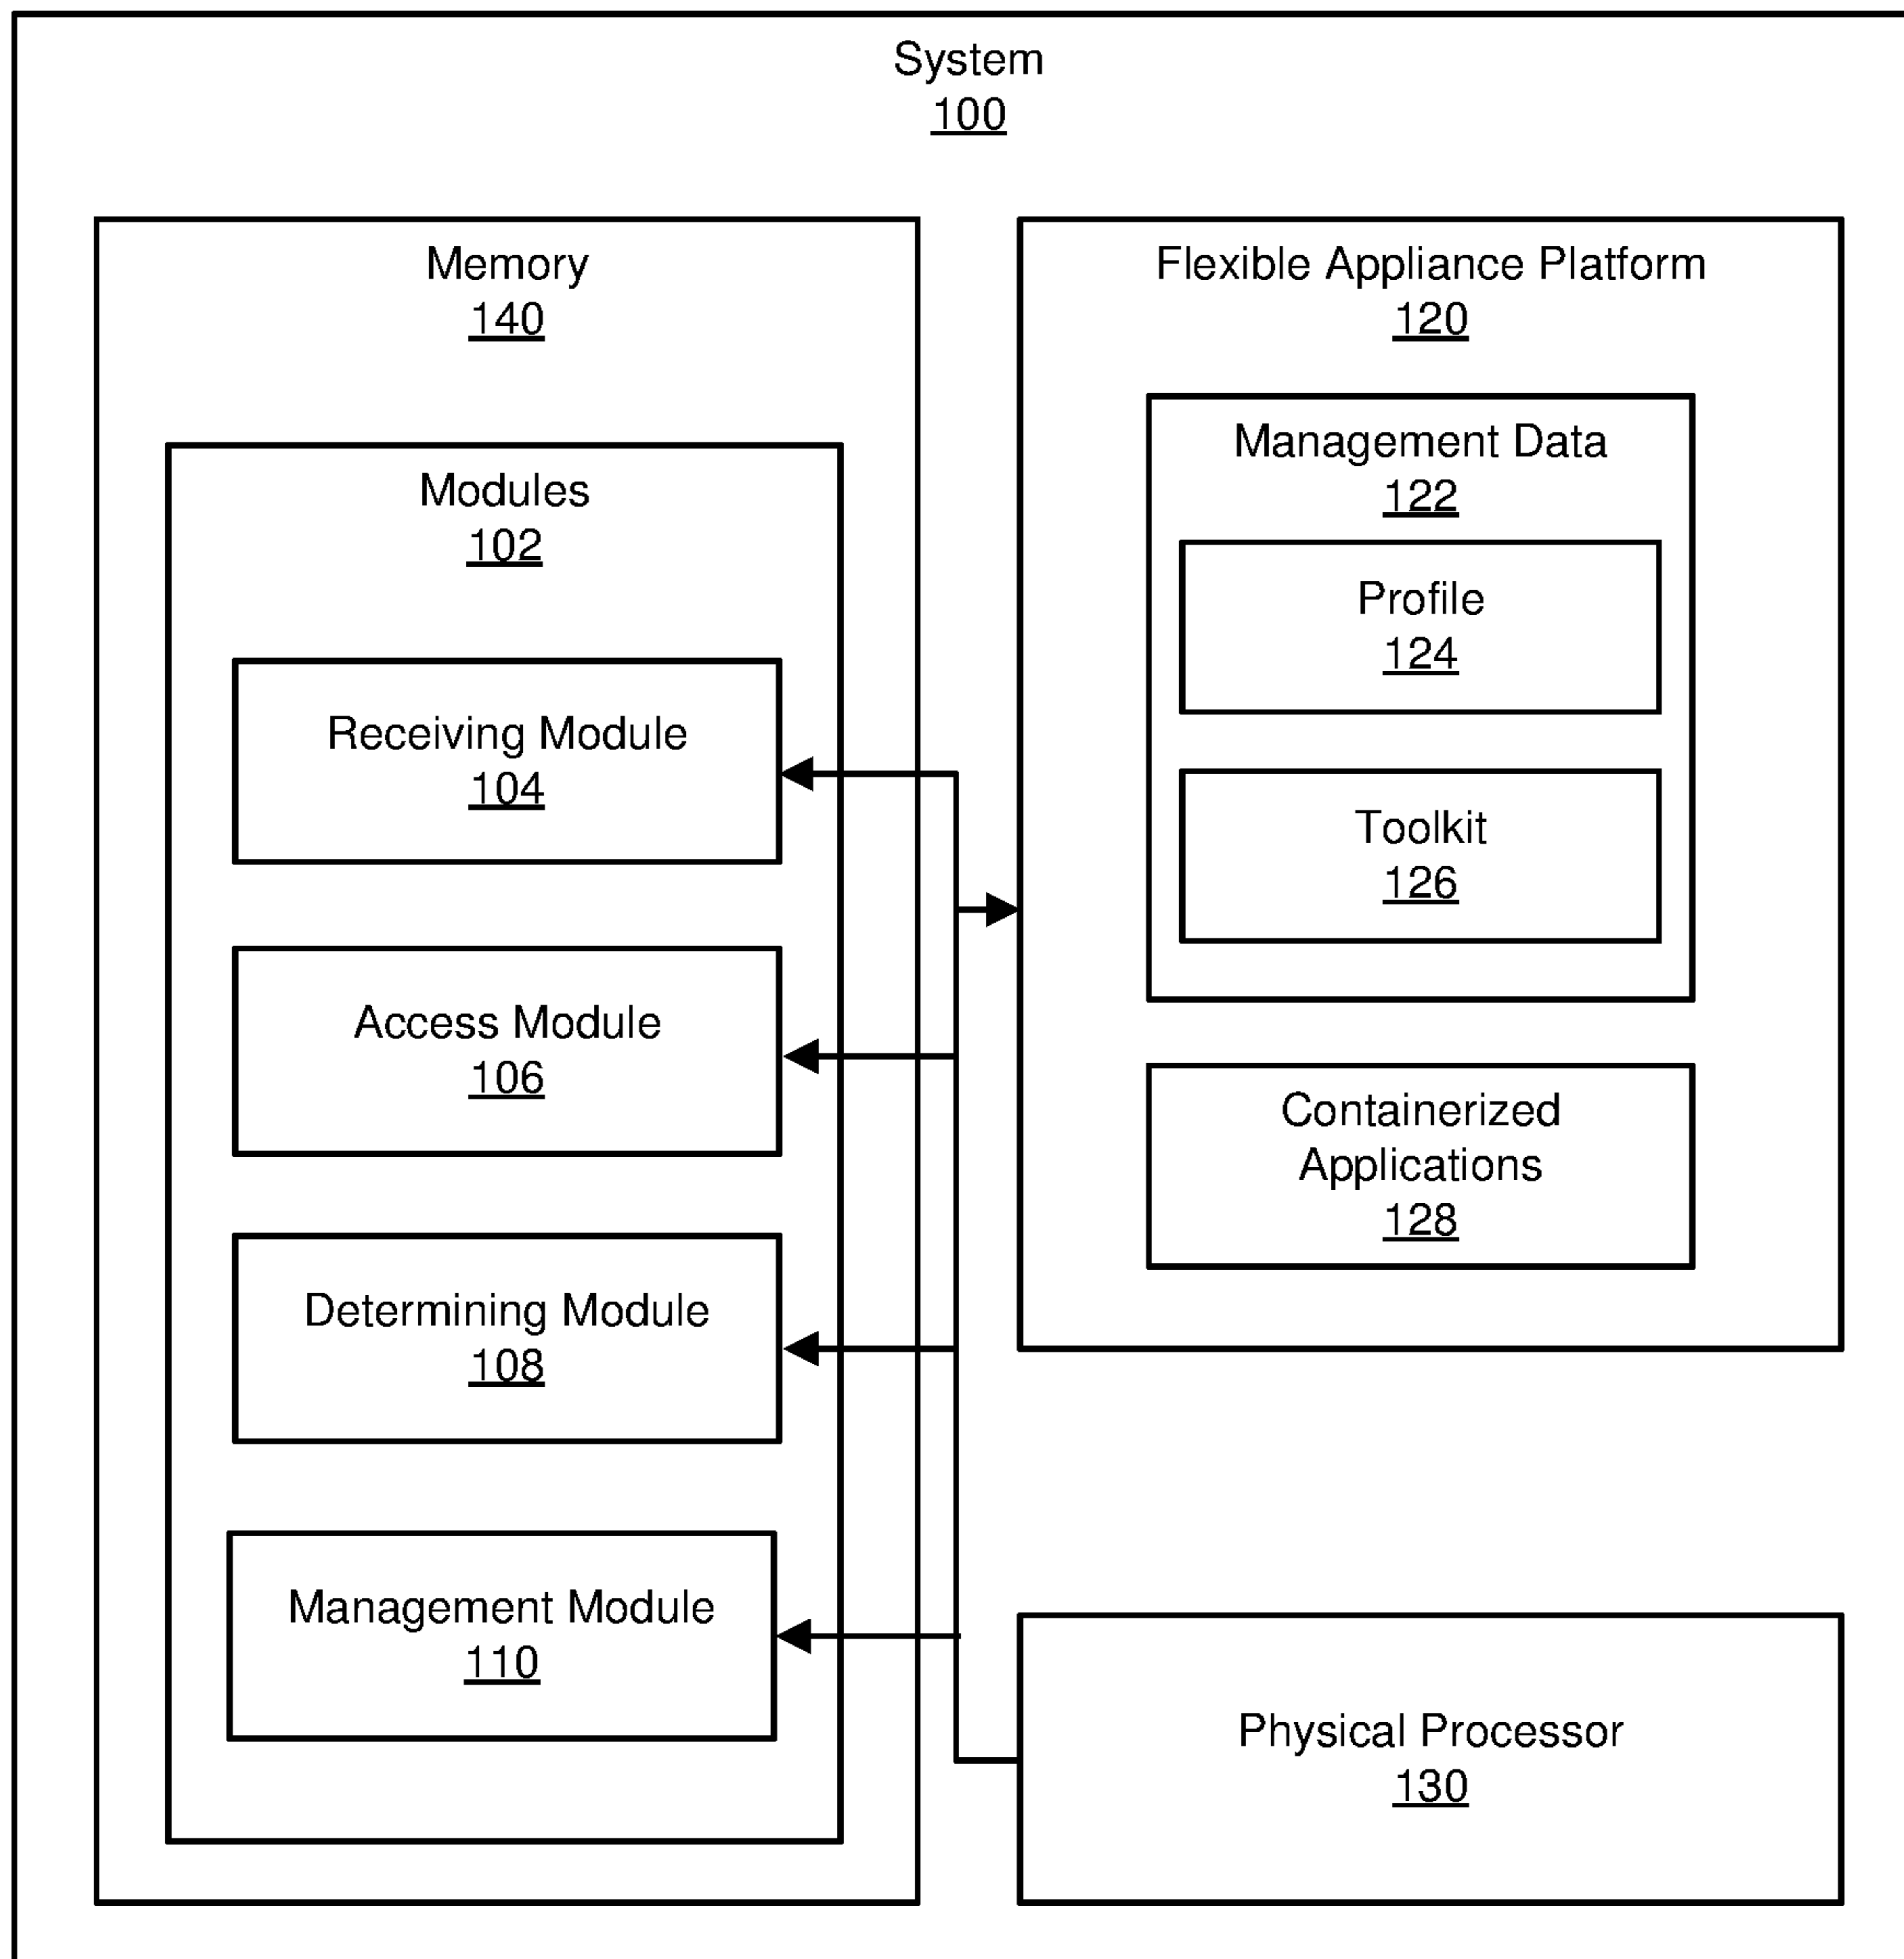 System
100
Memory
140
Modules
102
Receiving Module
104
Access Module
106
Determining Module
108
Management Module
110
Flexible Appliance Platform
120
Management Data
122
Profile
124
Toolkit
126
Containerized
Applications
128
Physical Processor
130